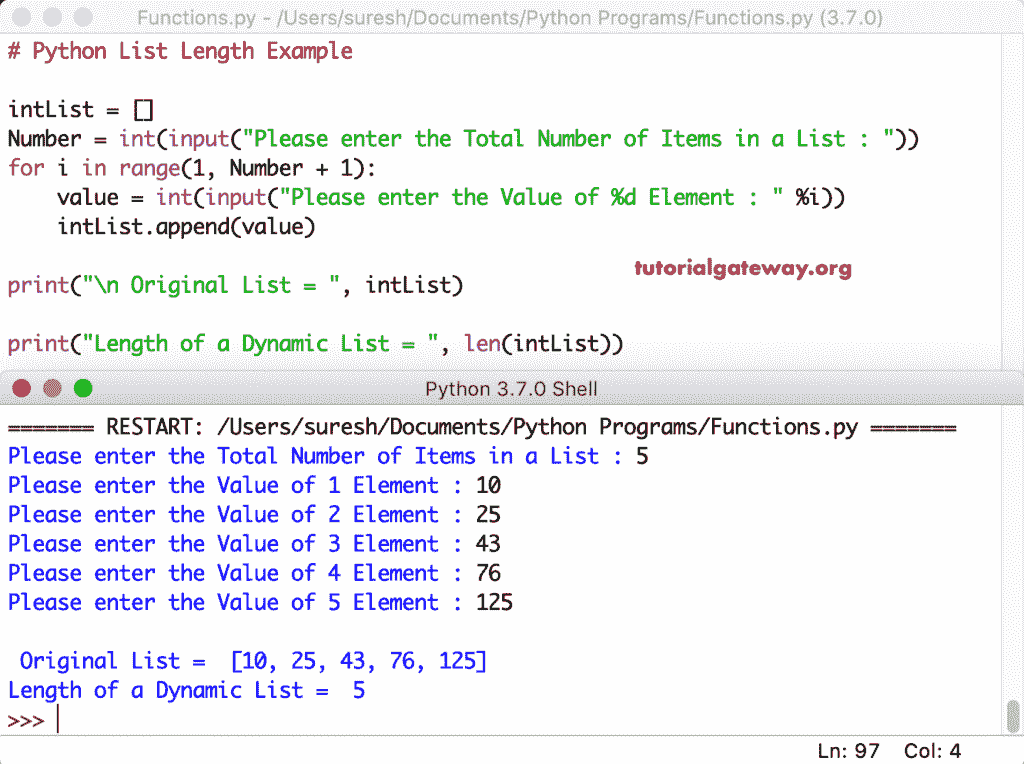 Functions.py - /Users/suresh/Documents/Python Programs/Functions.py (3.7.0)
# Python List Length Example
intList = []
Number = int(input("Please enter the Total Number of Items in a List : "))
for i in range(1, Number + 1):
    value = int(input("Please enter the Value of %d Element : " %i))
    intList.append(value)
tutorialgateway.org
print("\n Original List = ", intList)
print("Length of a Dynamic List = ", len(intList))
Python 3.7.0 Shell
======= RESTART: /Users/suresh/Documents/Python Programs/Functions.py =======
Please enter the Total Number of Items in a List : 5
Please enter the Value of 1 Element : 10
Please enter the Value of 2 Element : 25
Please enter the Value of 3 Element : 43
Please enter the Value of 4 Element : 76
Please enter the Value of 5 Element : 125
 Original List =  [10, 25, 43, 76, 125]
Length of a Dynamic List =  5
>>>
Ln: 97 Col: 4